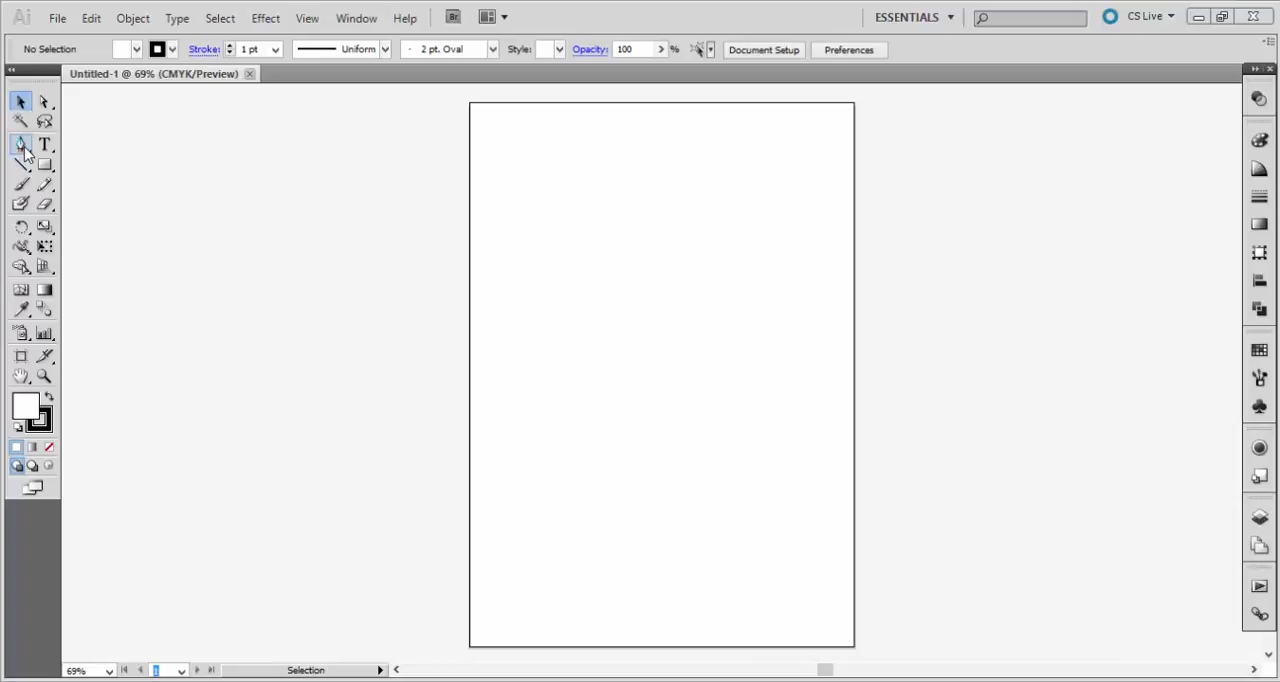 Ai File Edit Object Type Select Effect View Window Help Br ESSENTIALS CS Live
No Selection Stroke: 1 pt Uniform 2 pt. Oval Style: Opacity: 100 % Document Setup Preferences
Untitled-1 @ 69% (CMYK/Preview)
T
69% 1 Selection